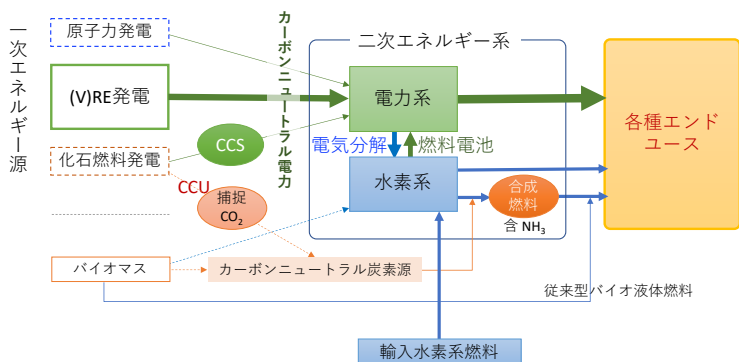 一次エネルギー源
原子力発電
(V)RE発電
化石燃料発電
CCS
CCU
捕捉
CO₂
バイオマス
カーボンニュートラル電力
二次エネルギー系
電力系
電気分解
燃料電池
水素系
合成
燃料
含 NH₃
カーボンニュートラル炭素源
従来型バイオ液体燃料
輸入水素系燃料
各種エンド
ユース